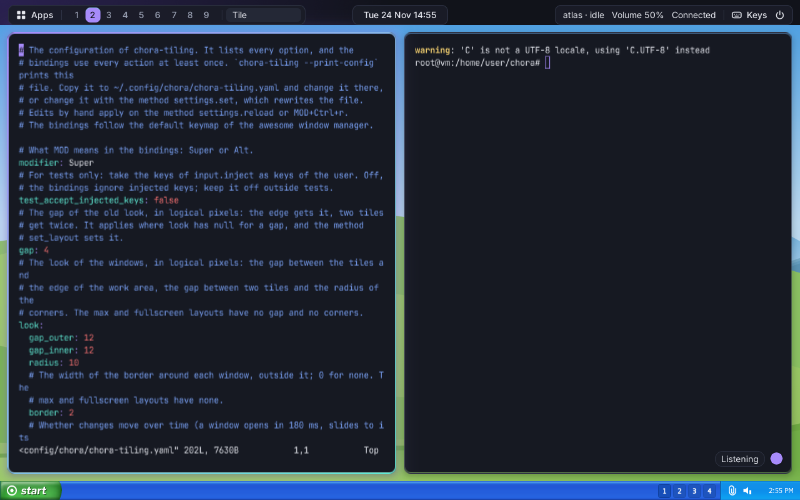 Apps 1 2 3 4 5 6 7 8 9 Tile Tue 24 Nov 14:55 atlas · idle Volume 50% Connected Keys
# The configuration of chora-tiling. It lists every option, and the
# bindings use every action at least once. `chora-tiling --print-config`
prints this
# file. Copy it to ~/.config/chora/chora-tiling.yaml and change it there,
# or change it with the method settings.set, which rewrites the file.
# Edits by hand apply on the method settings.reload or MOD+Ctrl+r.
# The bindings follow the default keymap of the awesome window manager.
# What MOD means in the bindings: Super or Alt.
modifier: Super
# For tests only: take the keys of input.inject as keys of the user. Off,
# the bindings ignore injected keys; keep it off outside tests.
test_accept_injected_keys: false
# The gap of the old look, in logical pixels: the edge gets it, two tiles
# get twice. It applies where look has null for a gap, and the method
# set_layout sets it.
gap: 4
# The look of the windows, in logical pixels: the gap between the tiles a
nd
# the edge of the work area, the gap between two tiles and the radius of
the
# corners. The max and fullscreen layouts have no gap and no corners.
look:
gap_outer: 12
gap_inner: 12
radius: 10
# The width of the border around each window, outside it; 0 for none. T
he
# max and fullscreen layouts have none.
border: 2
# Whether changes move over time (a window opens in 180 ms, slides to i
ts
<config/chora/chora-tiling.yaml" 202L, 7630B 1,1 Top
warning: 'C' is not a UTF-8 locale, using 'C.UTF-8' instead
root@vm:/home/user/chora#
Listening
start 1 2 3 4 2:55 PM